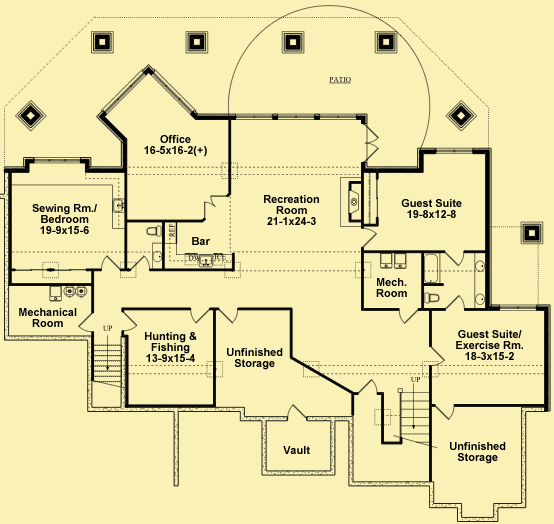 PATIO
Office
16-5x16-2(+)
Recreation
Room
21-1x24-3
Guest Suite
19-8x12-8
Sewing Rm./
Bedroom
19-9x15-6
REF
Bar
DW
Mech.
Room
Mechanical
Room
UP
Hunting &
Fishing
13-9x15-4
Unfinished
Storage
Guest Suite/
Exercise Rm.
18-3x15-2
UP
Vault
Unfinished
Storage